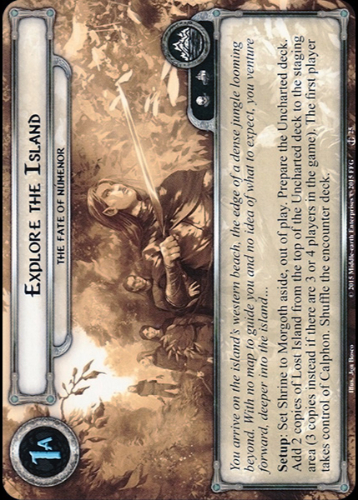 1A
EXPLORE THE ISLAND
THE FATE OF NÚMENOR
You arrive on the island's western beach, the edge of a dense jungle looming
beyond. With no map to guide you and no idea of what to expect, you venture
forward, deeper into the island…
Setup: Set Shrine to Morgoth aside, out of play. Prepare the Uncharted deck.
Add 2 copies of Lost Island from the top of the Uncharted deck to the staging
area (3 copies instead if there are 3 or 4 players in the game). The first player
takes control of Calphon. Shuffle the encounter deck.
Illus. Jon Bosco
© 2015 Middle-earth Enterprises © 2015 FFG
25